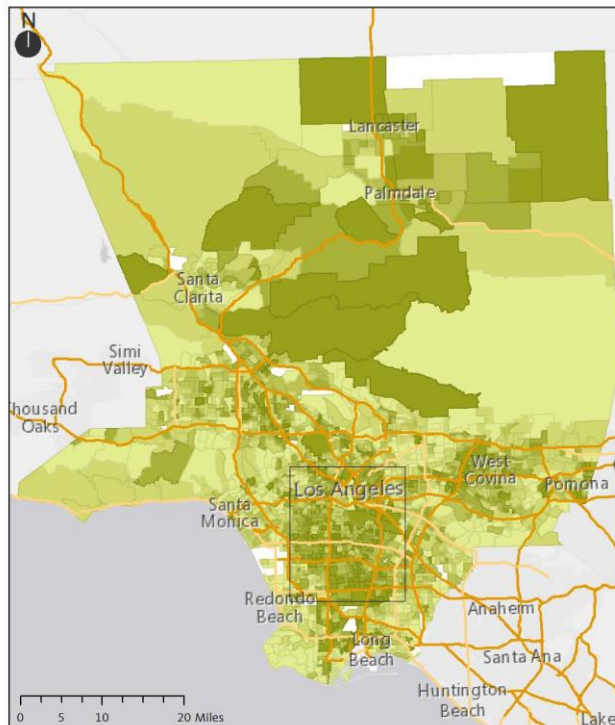 N
Lancaster
Palmdale
Santa
Clarita
Simi
Valley
Thousand
Oaks
West
Covina
Los Angeles
Pomona
Santa
Monica
Redondo
Beach
Anaheim
Long
Beach
Santa Ana
Huntington
Beach
Lake
0 5 10 20 Miles